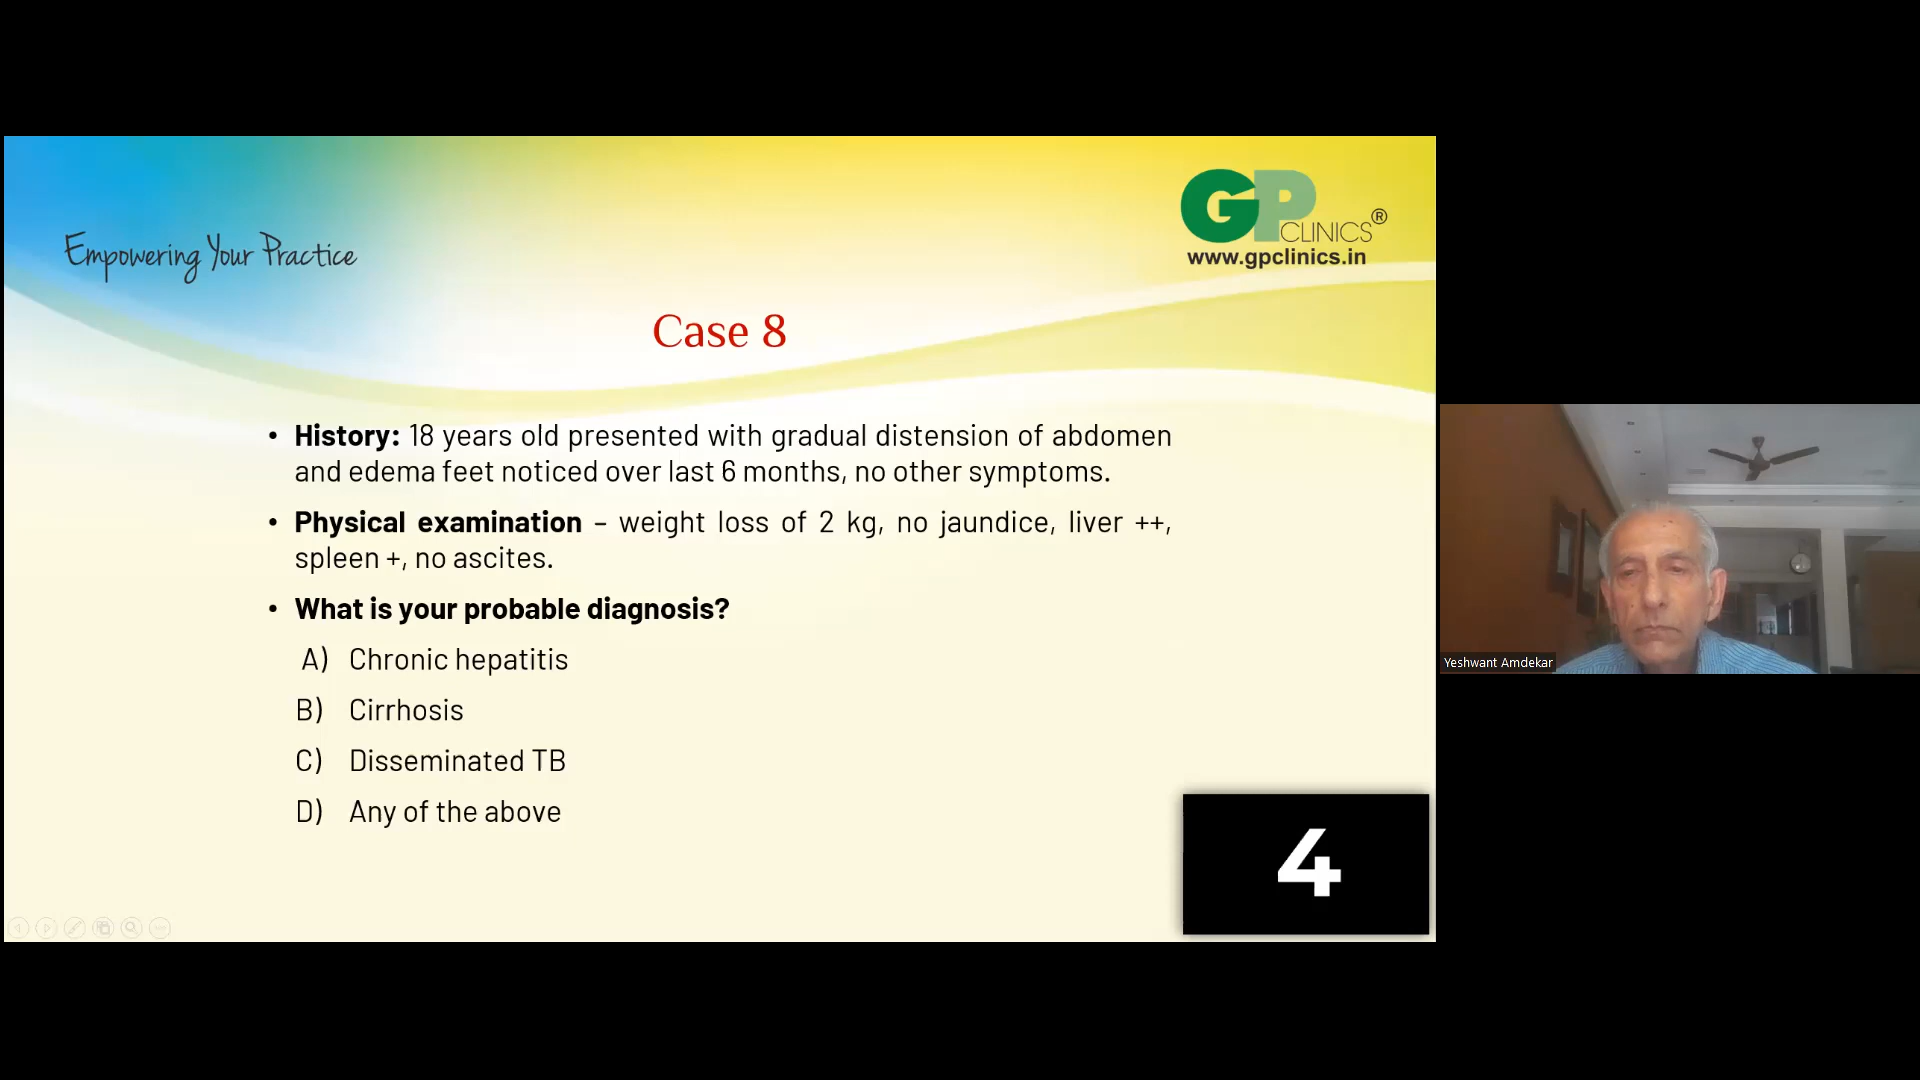 Empowering Your Practice
GP CLINICS®
www.gpclinics.in
Case 8
• History: 18 years old presented with gradual distension of abdomen
and edema feet noticed over last 6 months, no other symptoms.
• Physical examination – weight loss of 2 kg, no jaundice, liver ++,
spleen +, no ascites.
• What is your probable diagnosis?
A) Chronic hepatitis
B) Cirrhosis
C) Disseminated TB
D) Any of the above
4
Yeshwant Amdekar